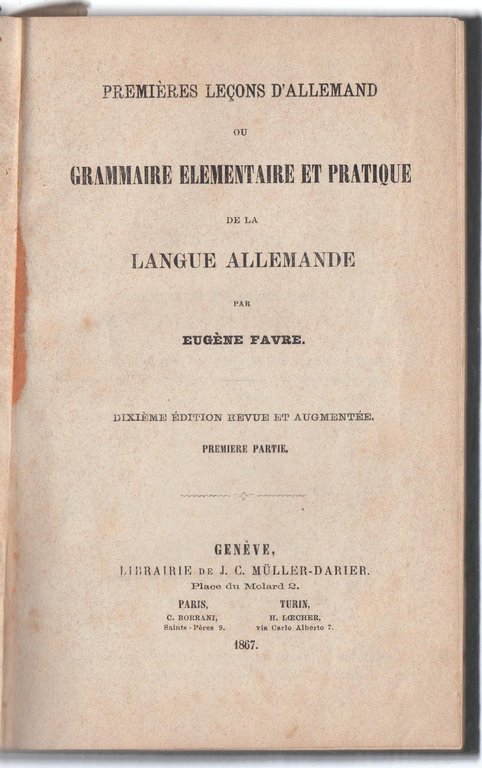 PREMIÈRES LEÇONS D'ALLEMAND
OU
GRAMMAIRE ELEMENTAIRE ET PRATIQUE
DE LA
LANGUE ALLEMANDE
PAR
EUGÈNE FAVRE.
DIXIÈME ÉDITION REVUE ET AUGMENTÉE.
PREMIERE PARTIE.
GENÈVE,
LIBRAIRIE DE J. C. MÜLLER-DARIER.
Place du Molard 2.
PARIS, TURIN,
C. BORRANI, H. LŒCHER,
Saints-Pères 9. via Carlo Alberto 7.
1867.